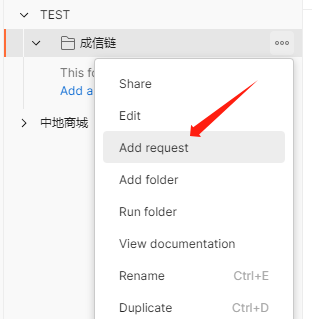 TEST
成信链
This fo
Add a
中地商城
Share
Edit
Add request
Add folder
Run folder
View documentation
Rename Ctrl+E
Duplicate Ctrl+D